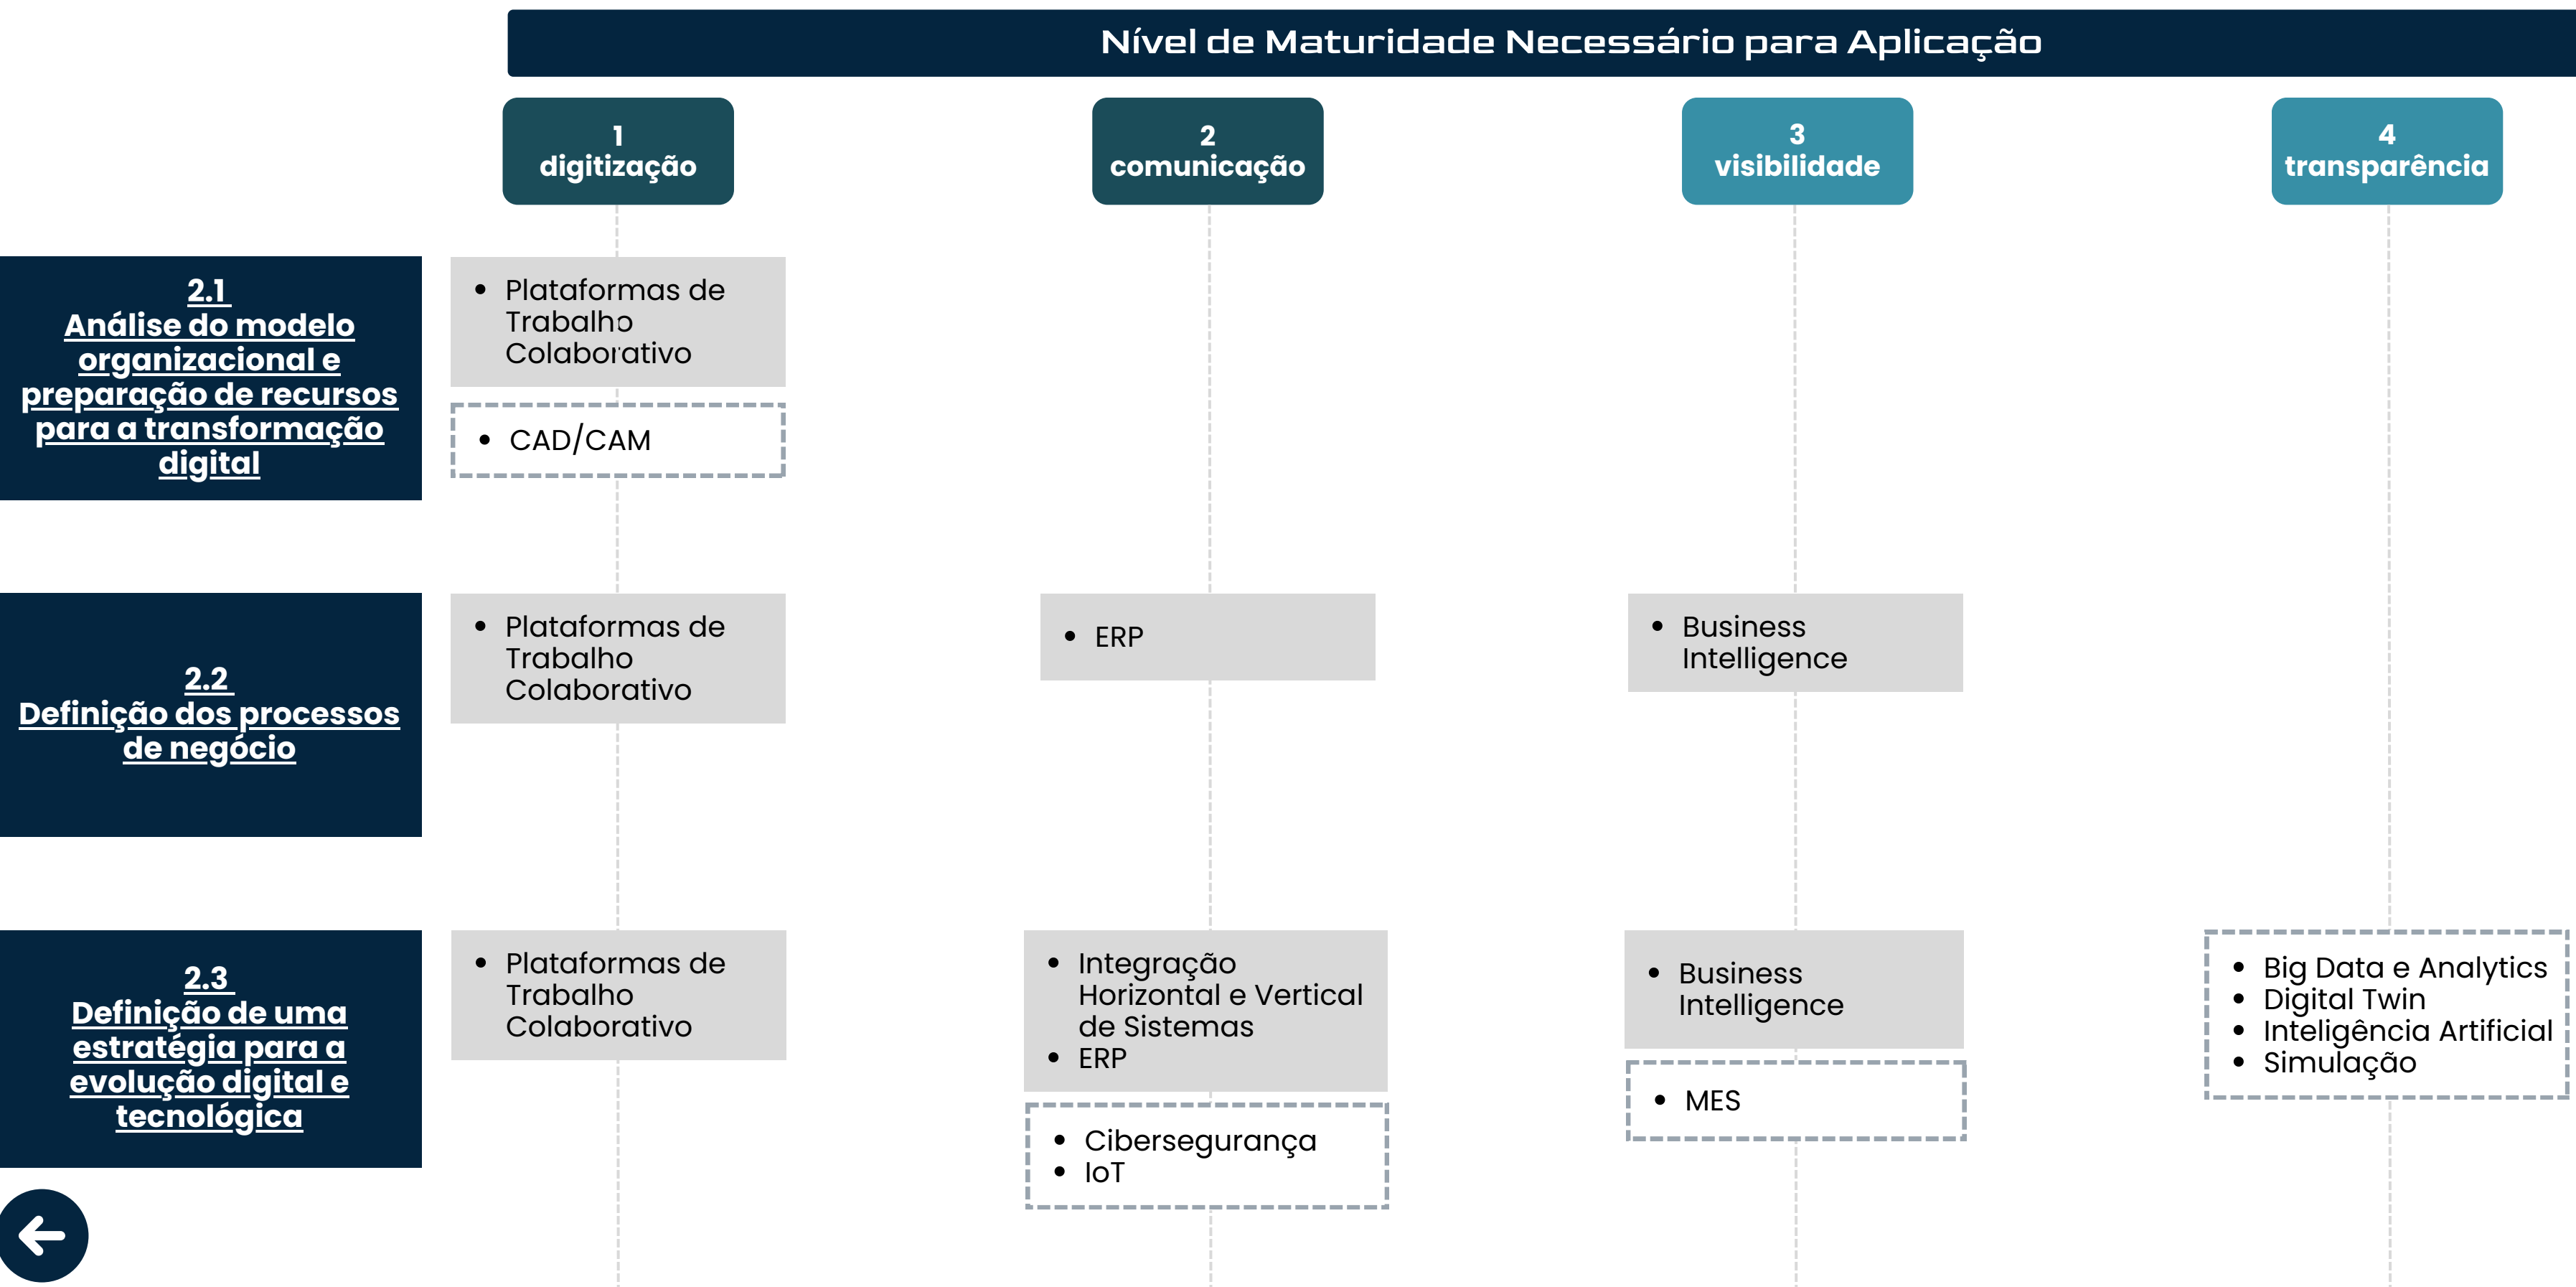 Nível de Maturidade Necessário para Aplicação
1
digitização
2
comunicação
3
visibilidade
4
transparência
2.1
Análise do modelo
organizacional e
preparação de recursos
para a transformação
digital
• Plataformas de
Trabalho
Colaborativo
• CAD/CAM
2.2
Definição dos processos
de negócio
• Plataformas de
Trabalho
Colaborativo
• ERP
• Business
Intelligence
2.3
Definição de uma
estratégia para a
evolução digital e
tecnológica
• Plataformas de
Trabalho
Colaborativo
• Integração
Horizontal e Vertical
de Sistemas
• ERP
• Cibersegurança
• IoT
• Business
Intelligence
• MES
• Big Data e Analytics
• Digital Twin
• Inteligência Artificial
• Simulação